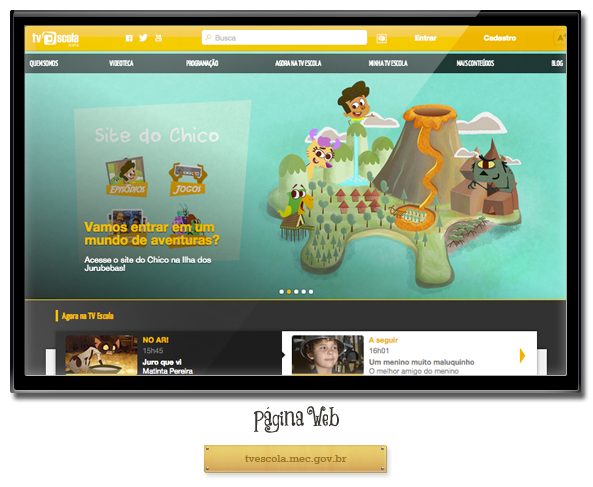 tv escola
Busca
Entrar
Cadastro
A
QUEM SOMOS
VIDEOTECA
PROGRAMAÇÃO
AGORA NA TV ESCOLA
MINHA TV ESCOLA
MAIS CONTEÚDOS
BLOG
Site do Chico
EPISÓDIOS
JOGOS
Vamos entrar em um
mundo de aventuras?
Acesse o site do Chico na Ilha dos
Jurubebas!
Agora na TV Escola
NO AR!
15h45
Juro que vi
Matinta Pereira
A seguir
16h01
Um menino muito maluquinho
O melhor amigo do menino
Página Web
tvescola.mec.gov.br